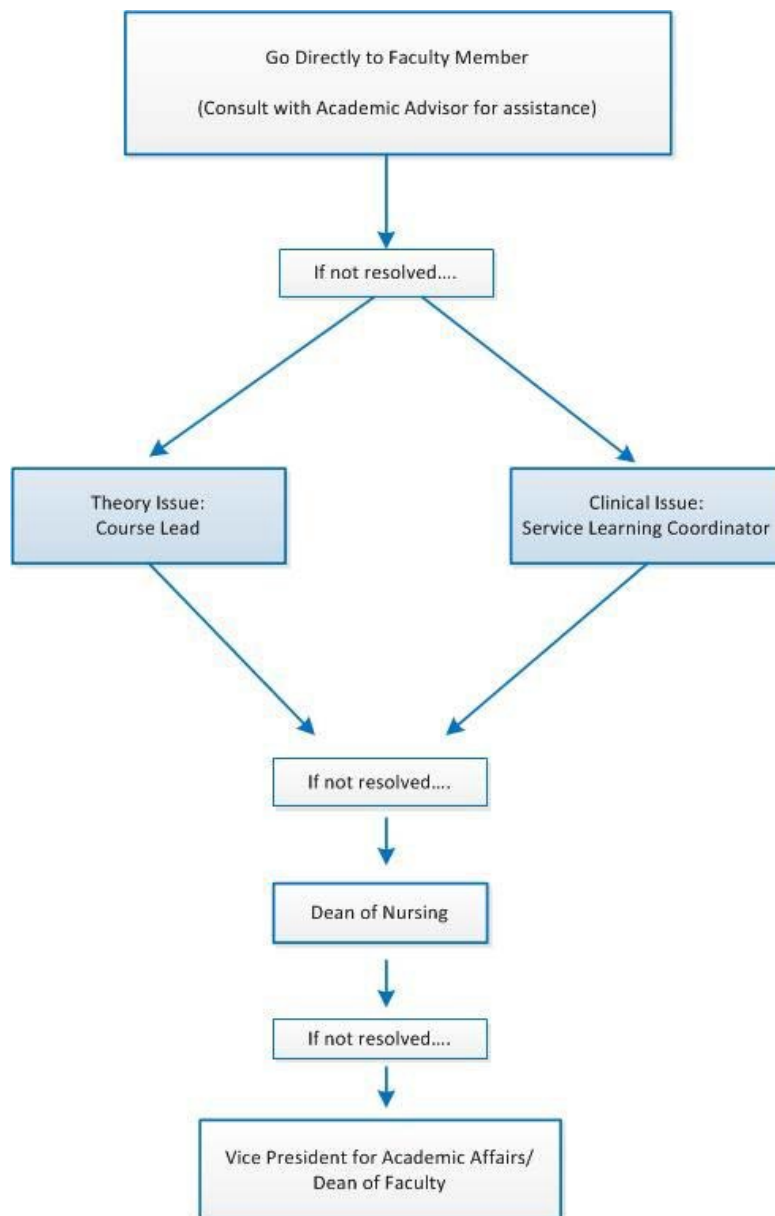 Go Directly to Faculty Member
(Consult with Academic Advisor for assistance)
If not resolved....
Theory Issue:
Course Lead
Clinical Issue:
Service Learning Coordinator
If not resolved....
Dean of Nursing
If not resolved....
Vice President for Academic Affairs/
Dean of Faculty